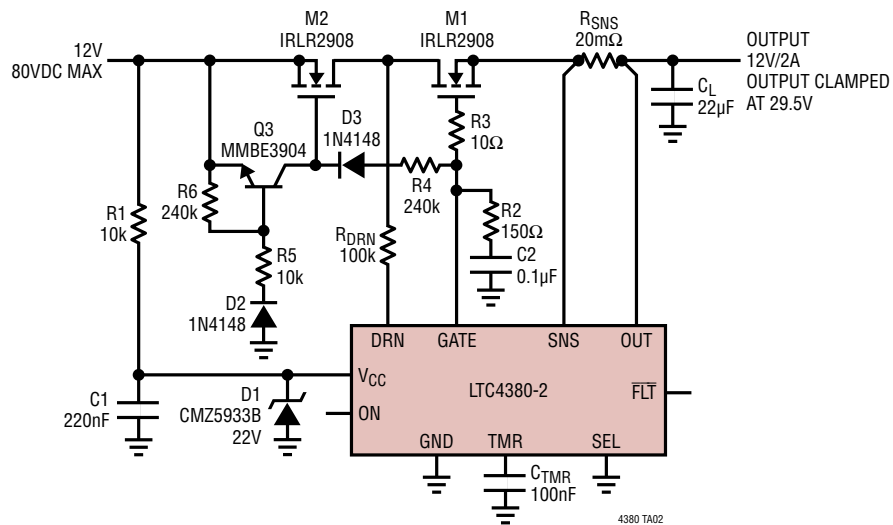 M2
IRLR2908
M1
IRLR2908
RSNS
20mΩ
12V
80VDC MAX
OUTPUT
12V/2A
OUTPUT CLAMPED
AT 29.5V
CL
22µF
Q3
MMBE3904
D3
1N4148
R3
10Ω
R4
240k
R1
10k
R6
240k
RDRN
100k
R2
150Ω
C2
0.1µF
R5
10k
D2
1N4148
DRN
GATE
SNS
OUT
VCC
LTC4380-2
FLT
ON
C1
220nF
D1
CMZ5933B
22V
GND
TMR
SEL
CTMR
100nF
4380 TA02